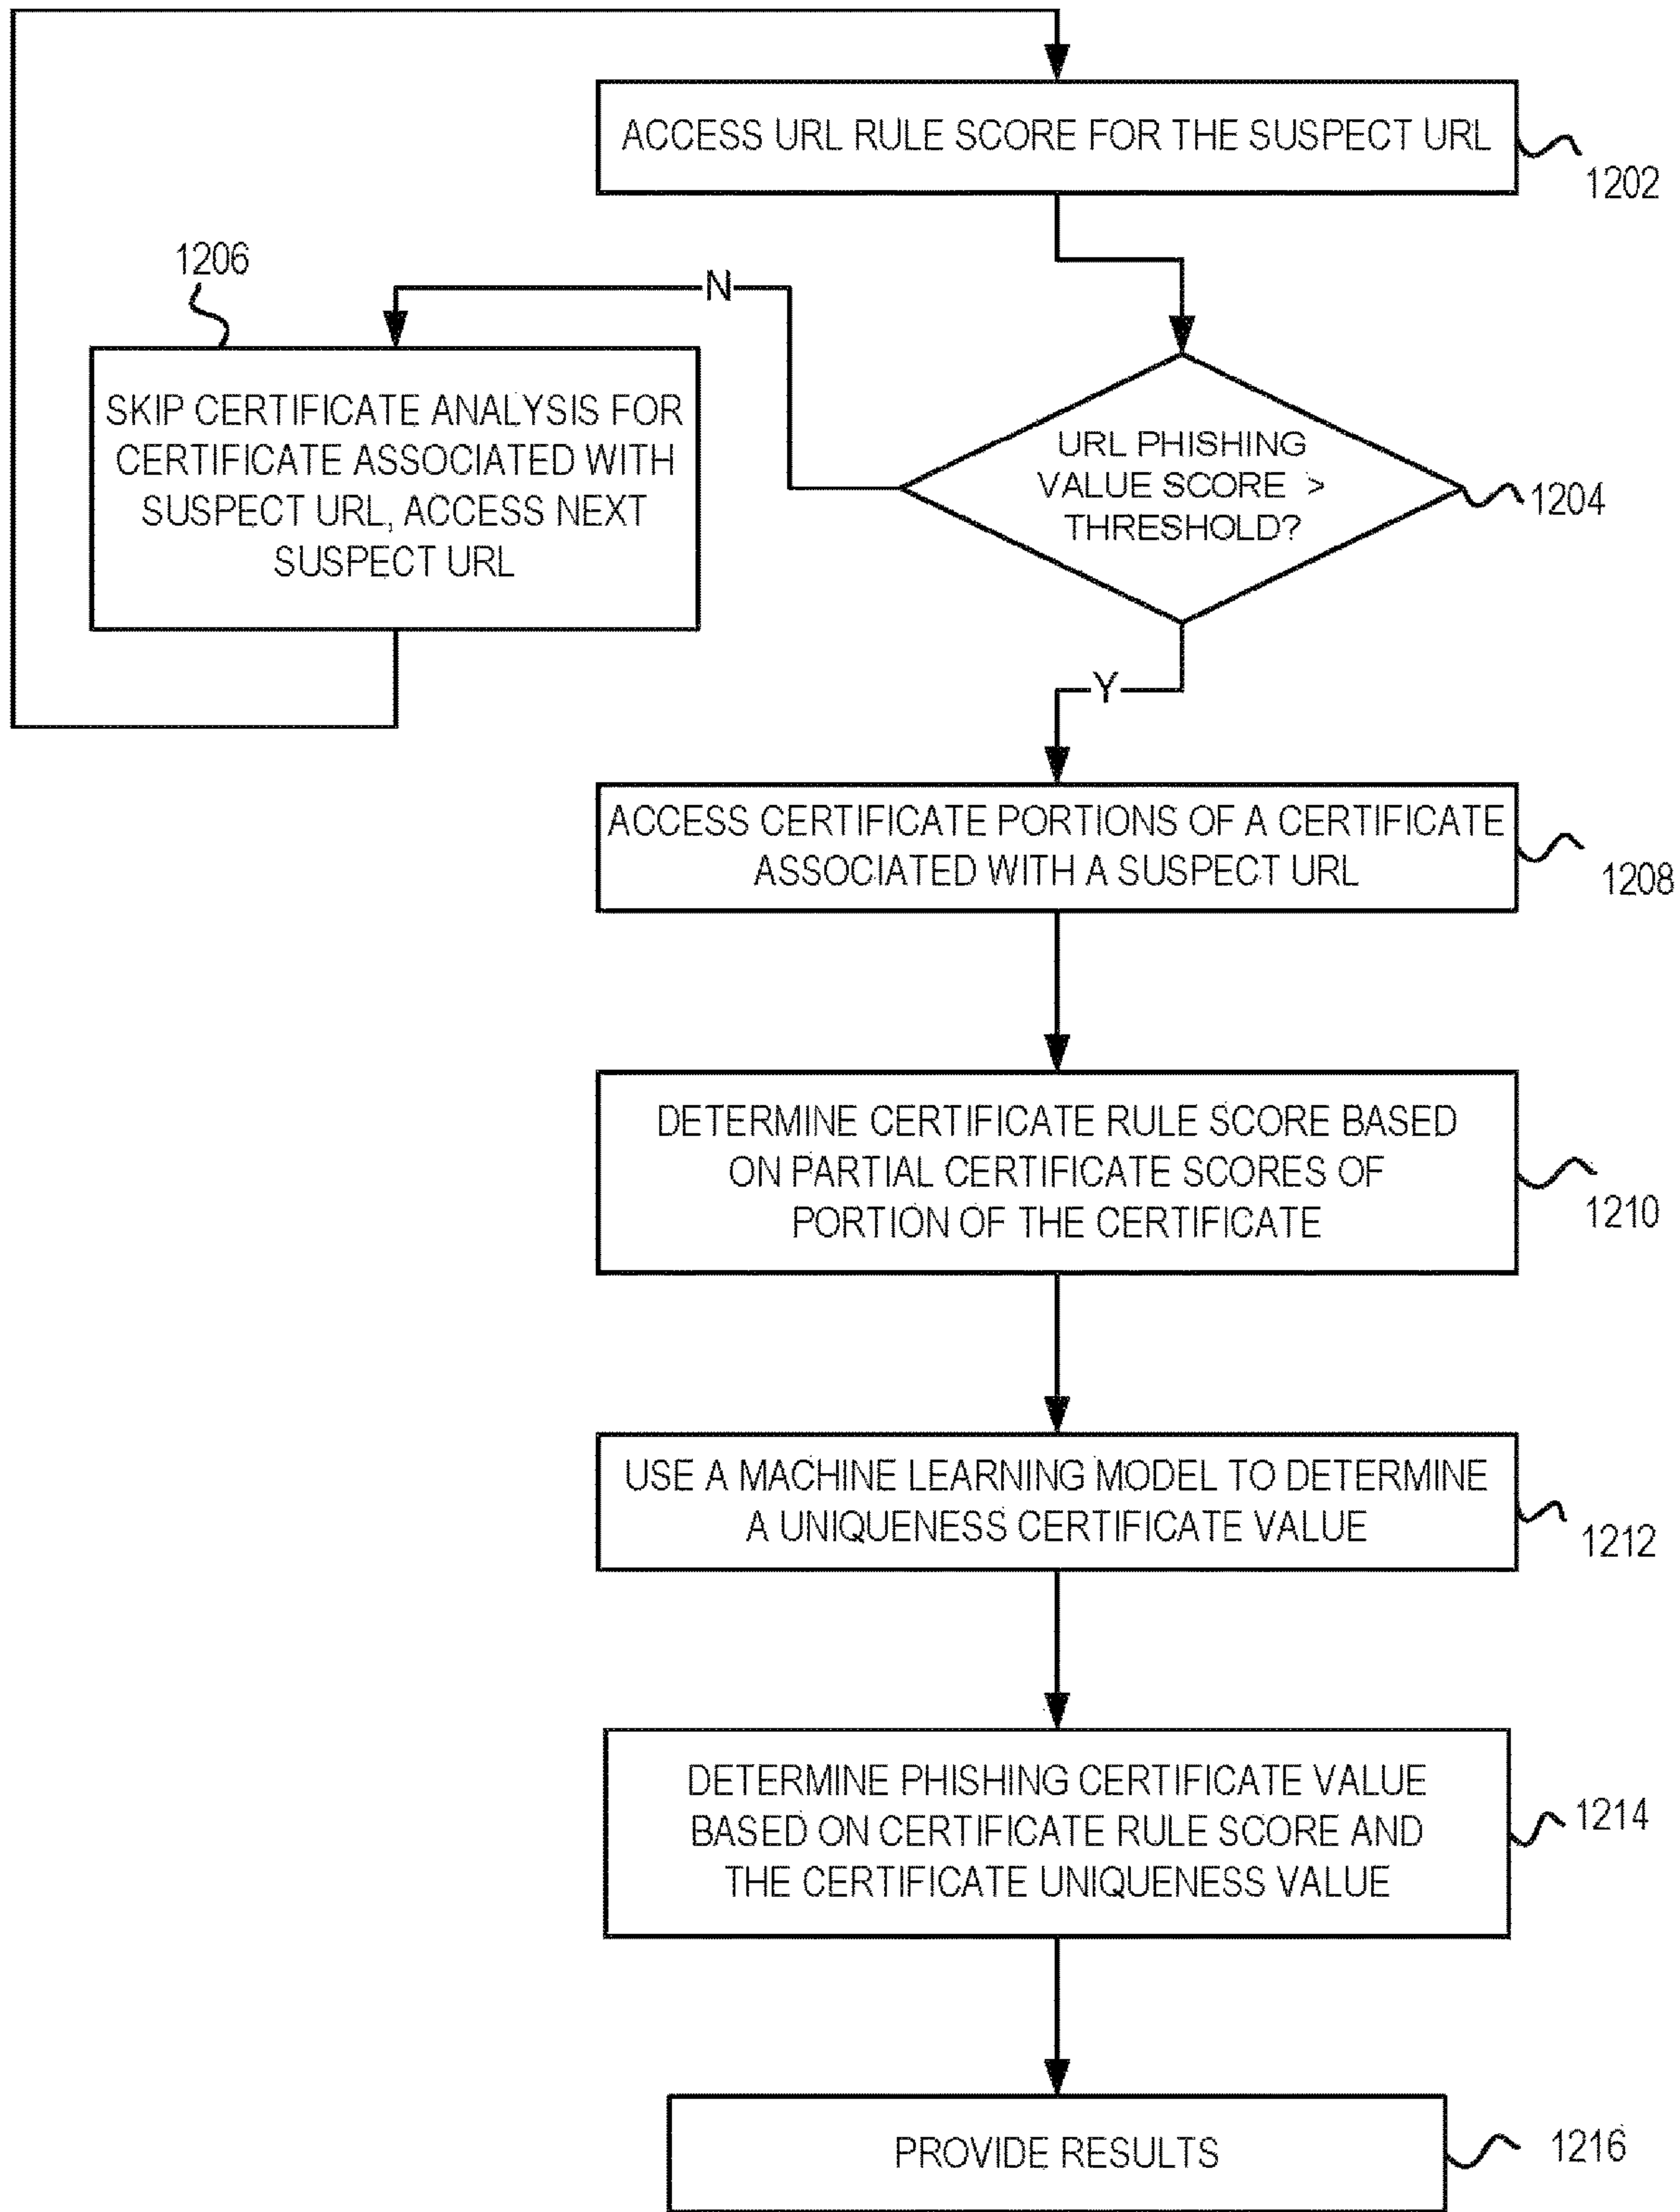 ACCESS URL RULE SCORE FOR THE SUSPECT URL
1202
1206
N
SKIP CERTIFICATE ANALYSIS FOR
CERTIFICATE ASSOCIATED WITH
SUSPECT URL, ACCESS NEXT
SUSPECT URL
URL PHISHING
VALUE SCORE >
THRESHOLD?
1204
Y
ACCESS CERTIFICATE PORTIONS OF A CERTIFICATE
ASSOCIATED WITH A SUSPECT URL
1208
DETERMINE CERTIFICATE RULE SCORE BASED
ON PARTIAL CERTIFICATE SCORES OF
PORTION OF THE CERTIFICATE
1210
USE A MACHINE LEARNING MODEL TO DETERMINE
A UNIQUENESS CERTIFICATE VALUE
1212
DETERMINE PHISHING CERTIFICATE VALUE
BASED ON CERTIFICATE RULE SCORE AND
THE CERTIFICATE UNIQUENESS VALUE
1214
PROVIDE RESULTS
1216